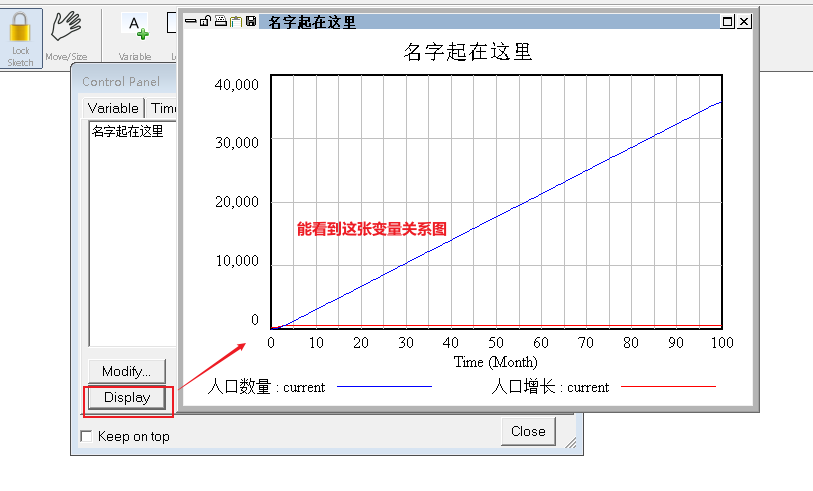 Lock
Sketch
Move/Size
A
Variable
名字起在这里
Control Panel
Variable
名字起在这里
名字起在这里
40,000
30,000
20,000
10,000
0
能看到这张变量关系图
0 10 20 30 40 50 60 70 80 90 100
Time (Month)
人口数量 : current 人口增长 : current
Modify...
Display
Keep on top
Close